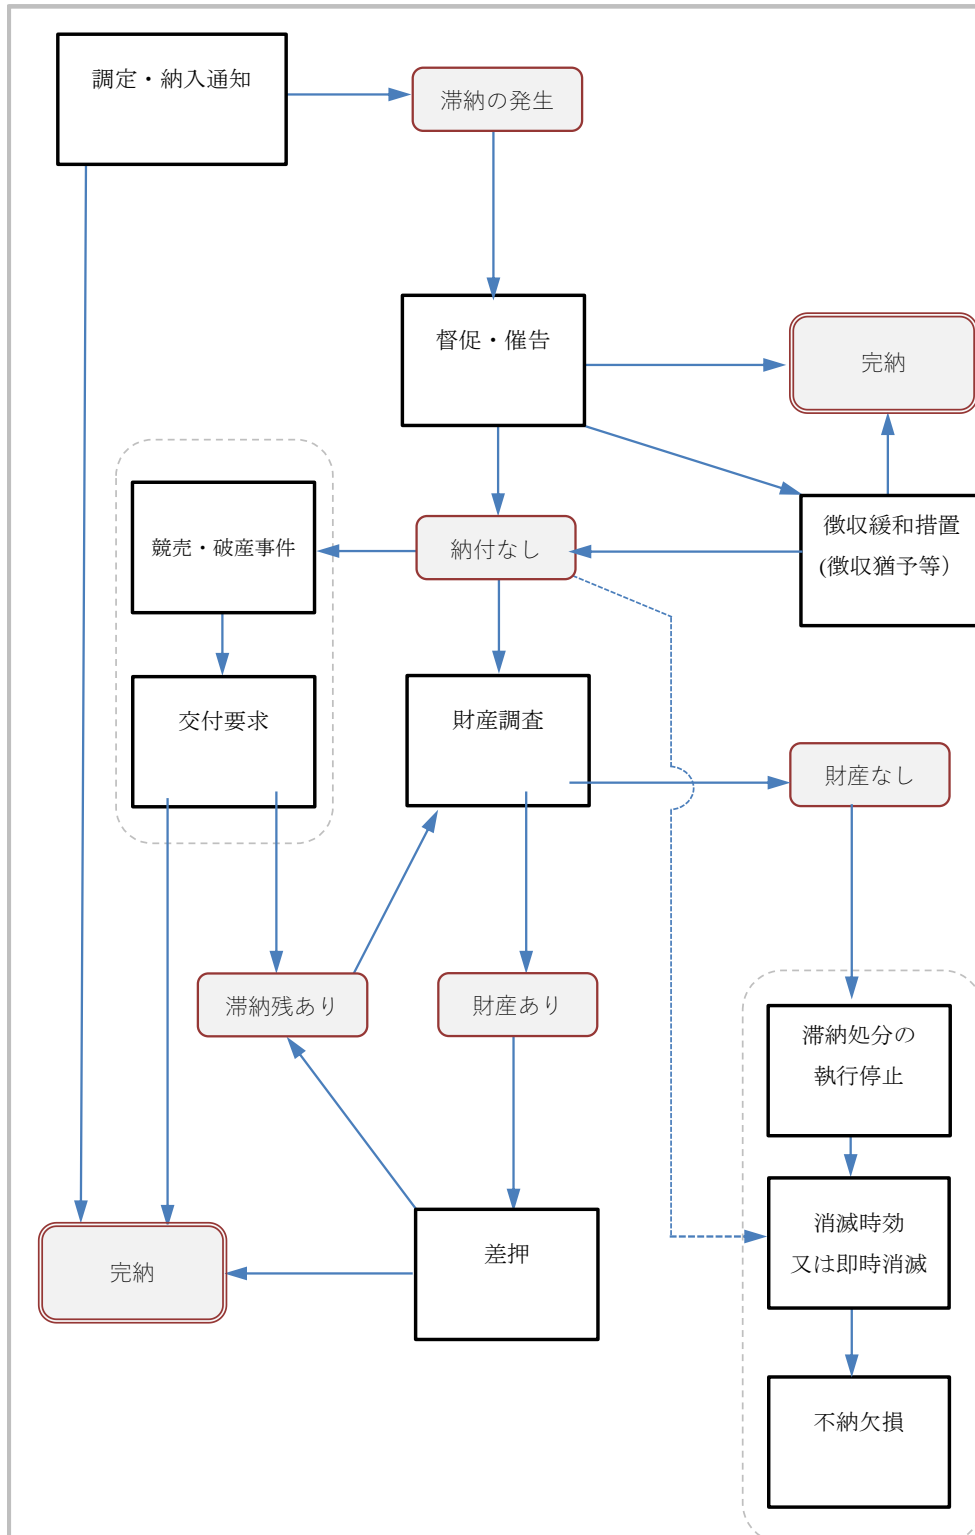 調定・納入通知
滞納の発生
督促・催告
完納
徴収緩和措置
(徴収猶予等）
納付なし
競売・破産事件
交付要求
財産調査
財産なし
滞納残あり
財産あり
滞納処分の
執行停止
消滅時効
又は即時消滅
差押
完納
不納欠損